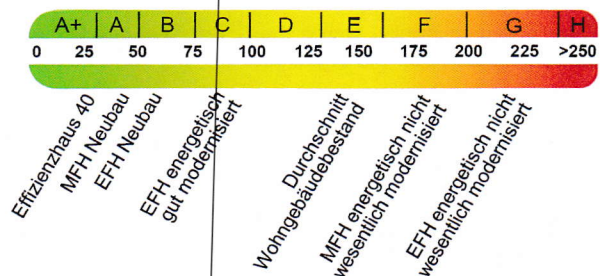 A+ A B C D E F G H
0 25 50 75 100 125 150 175 200 225 >250
Effizienzhaus 40
MFH Neubau
EFH Neubau
EFH energetisch
gut modernisiert
Durchschnitt
Wohngebäudebestand
MFH energetisch nicht
wesentlich modernisiert
EFH energetisch nicht
wesentlich modernisiert